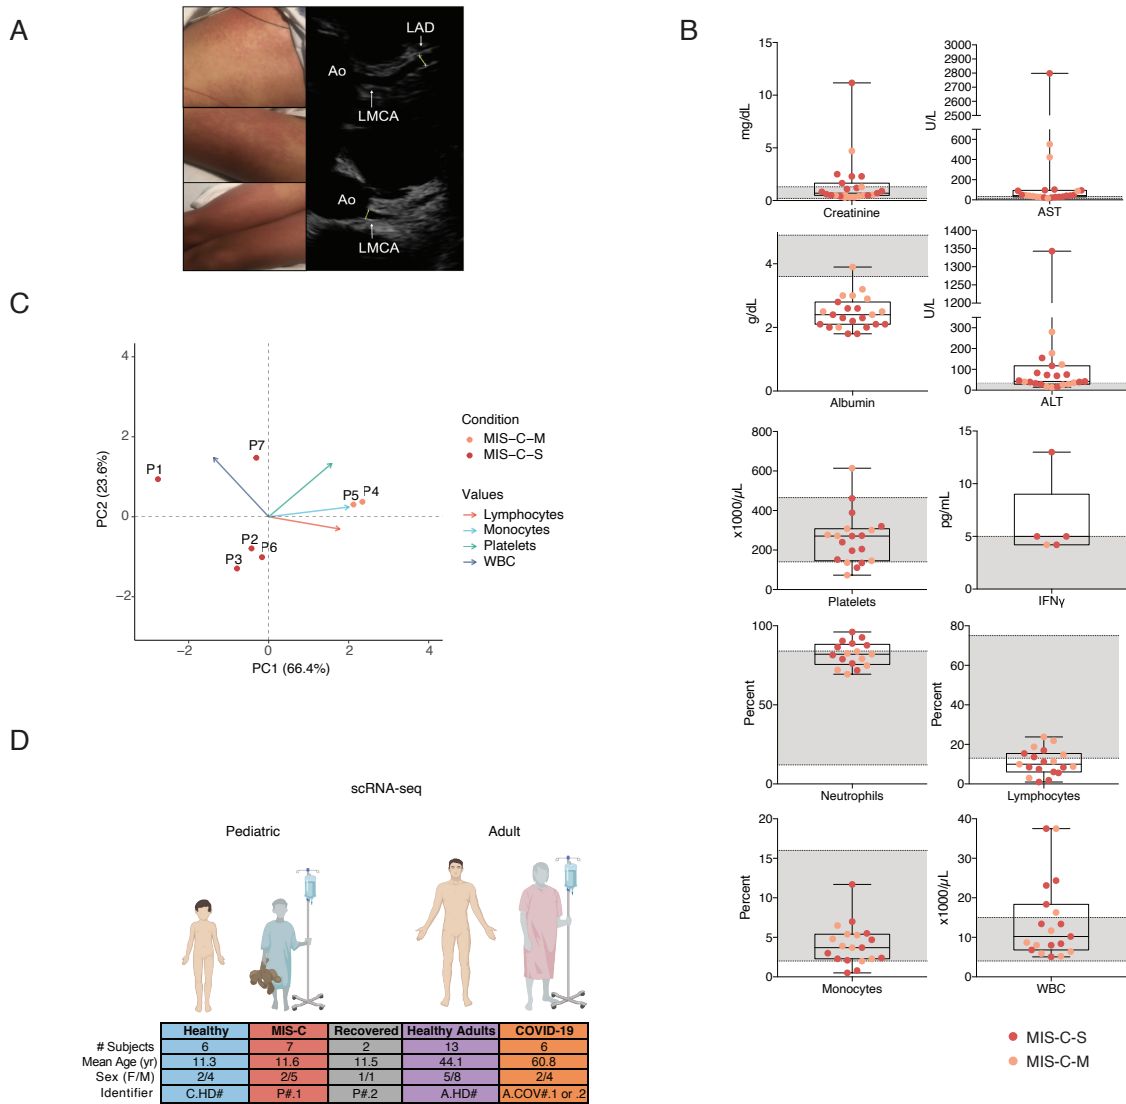 A
LAD
Ao
LMCA
Ao
LMCA
B
15
10
5
0
mg/dL
Creatinine
3000
2900
2800
2700
2600
2500
800
600
400
200
0
U/L
AST
4
2
0
g/dL
Albumin
1400
1350
1300
1250
1200
300
200
100
0
U/L
ALT
800
600
400
200
0
x1000/µL
Platelets
15
10
5
0
pg/mL
IFNγ
100
50
0
Percent
Neutrophils
80
60
40
20
0
Percent
Lymphocytes
20
15
10
5
0
Percent
Monocytes
40
30
20
10
0
x1000/µL
WBC
MIS-C-S
MIS-C-M
C
4
2
0
−2
PC2 (23.6%)
P1
P7
P5
P4
P2
P6
P3
−2
0
2
4
PC1 (66.4%)
Condition
MIS−C−M
MIS−C−S
Values
Lymphocytes
Monocytes
Platelets
WBC
D
scRNA-seq
Pediatric
Adult
Healthy MIS-C Recovered Healthy Adults COVID-19
# Subjects 6 7 2 13 6
Mean Age (yr) 11.3 11.6 11.5 44.1 60.8
Sex (F/M) 2/4 2/5 1/1 5/8 2/4
Identifier C.HD# P#.1 P#.2 A.HD# A.COV#.1 or .2